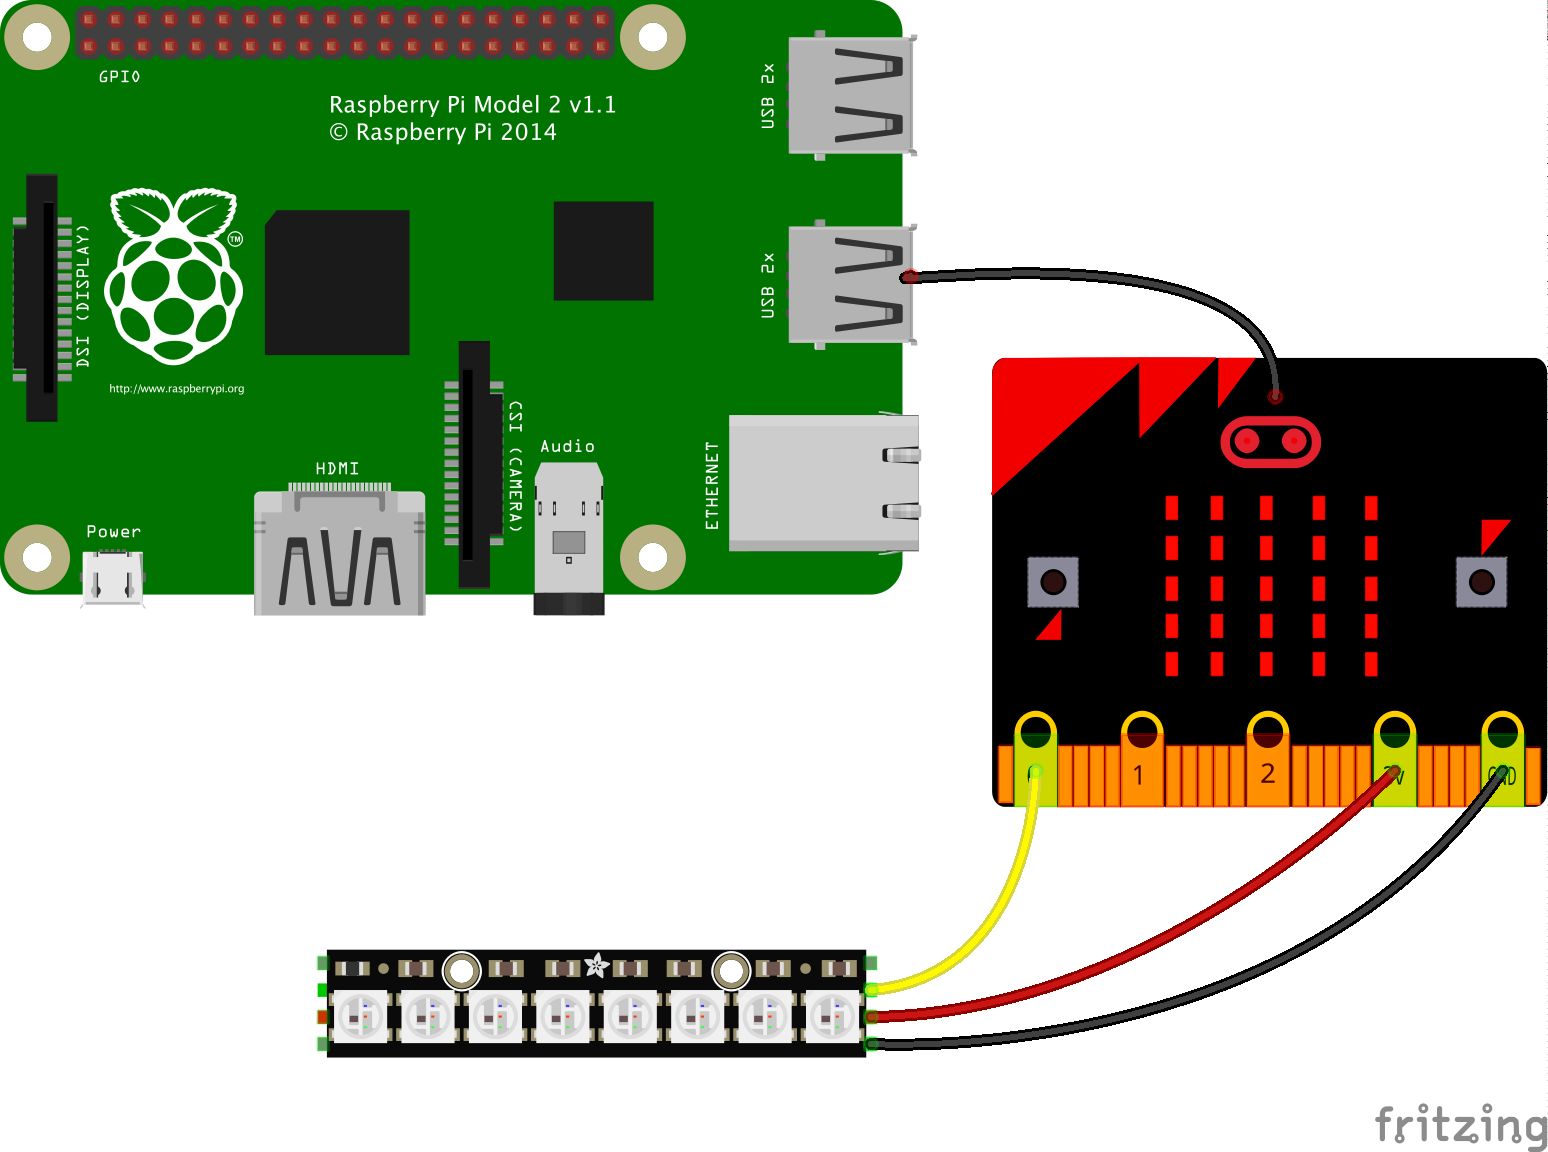 GPIO
Raspberry Pi Model 2 v1.1
© Raspberry Pi 2014
USB 2x
USB 2x
DSI (DISPLAY)
TM
http://www.raspberrypi.org
CSI (CAMERA)
Audio
HDMI
ETHERNET
Power
1
2
3V
GND
fritzing